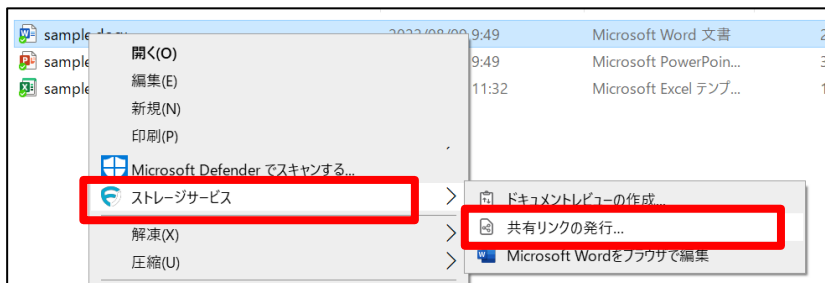 sample.docx 2022/08/09 9:49 Microsoft Word 文書 2
sample 9:49 Microsoft PowerPoin... 3
sample 11:32 Microsoft Excel テンプ... 1
開く(O)
編集(E)
新規(N)
印刷(P)
Microsoft Defender でスキャンする...
ストレージサービス
解凍(X)
圧縮(U)
ドキュメントレビューの作成...
共有リンクの発行...
Microsoft Wordをブラウザで編集